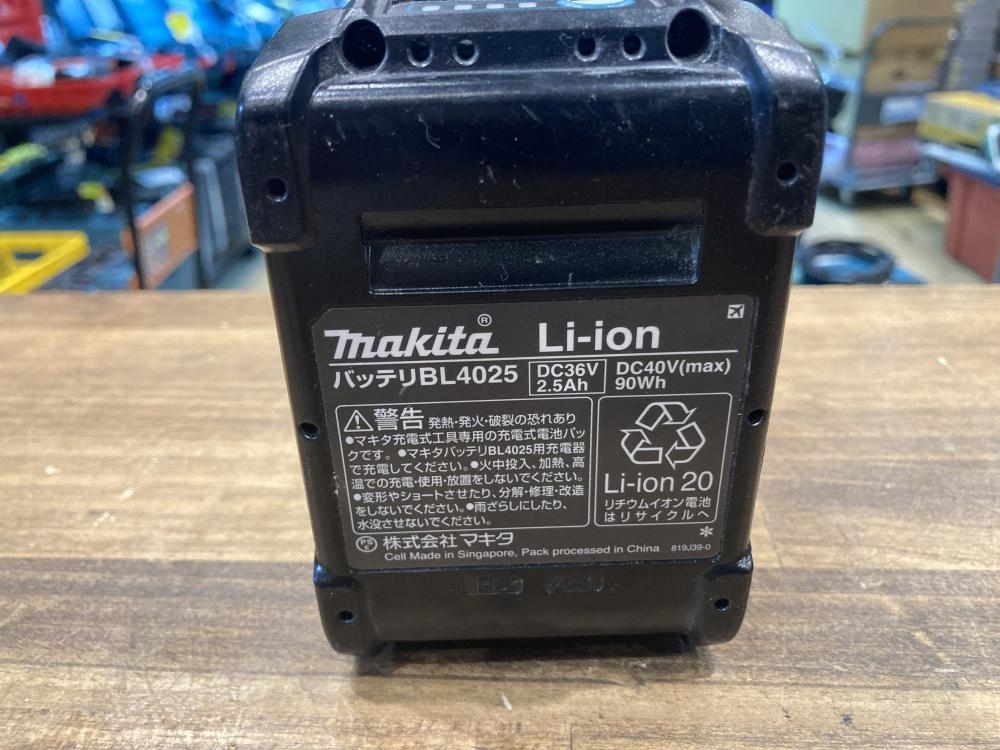 makita® Li-ion
バッテリBL4025 DC36V 2.5Ah DC40V(max) 90Wh
警告 発熱・発火・破裂の恐れあり
●マキタ充電式工具専用の充電式電池パッ
クです。●マキタバッテリBL4025用充電器
で充電してください。●火中投入、加熱、高
温での充電・使用・放置をしないでください。
●変形やショートさせたり、分解・修理・改造
をしないでください。●雨ざらしにしたり、
水没させないでください。
Li-ion 20
リチウムイオン電池
はリサイクルへ
PS E 株式会社 マキタ
*
Cell Made in Singapore, Pack processed in China 819J39-0